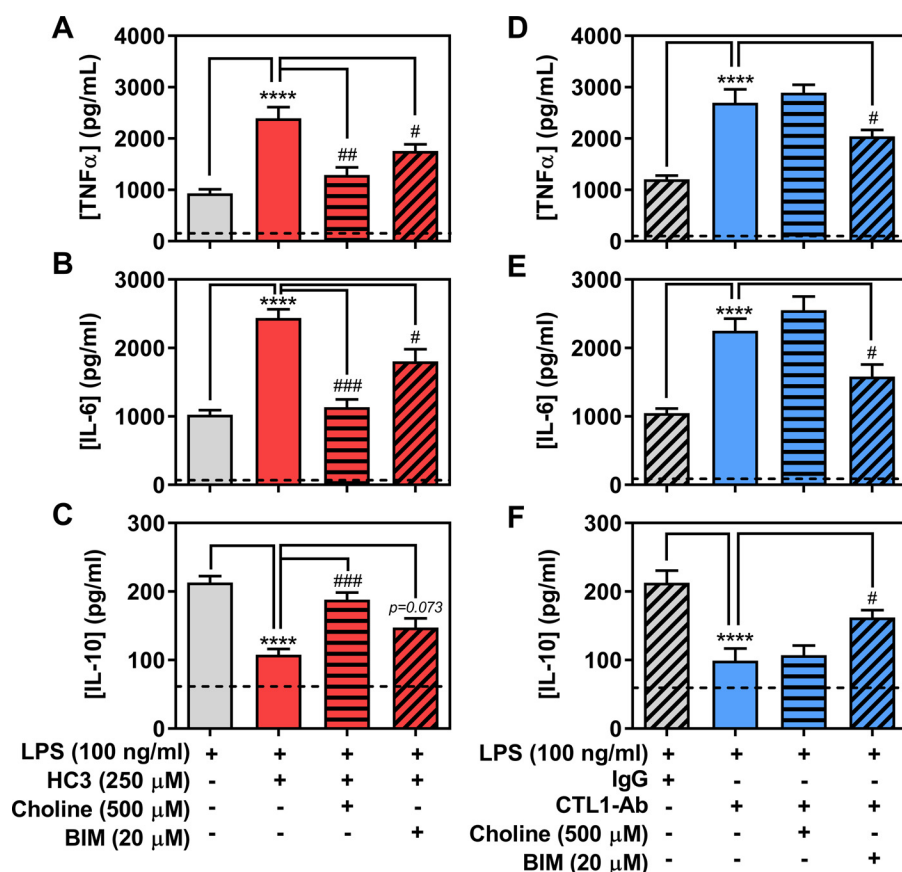 A
[TNFα] (pg/mL)
4000
3000
2000
1000
0
****
##
#
B
[IL-6] (pg/ml)
3000
2000
1000
0
****
###
#
C
[IL-10] (pg/ml)
300
200
100
0
****
###
p=0.073
LPS (100 ng/ml) + + + +
HC3 (250 μM) - + + +
Choline (500 μM) - - + -
BIM (20 μM) - - - +
D
[TNFα] (pg/mL)
4000
3000
2000
1000
0
****
#
E
[IL-6] (pg/ml)
3000
2000
1000
0
****
#
F
[IL-10] (pg/ml)
300
200
100
0
****
#
LPS (100 ng/ml) + + + +
IgG + - - -
CTL1-Ab - + + +
Choline (500 μM) - - + -
BIM (20 μM) - - - +